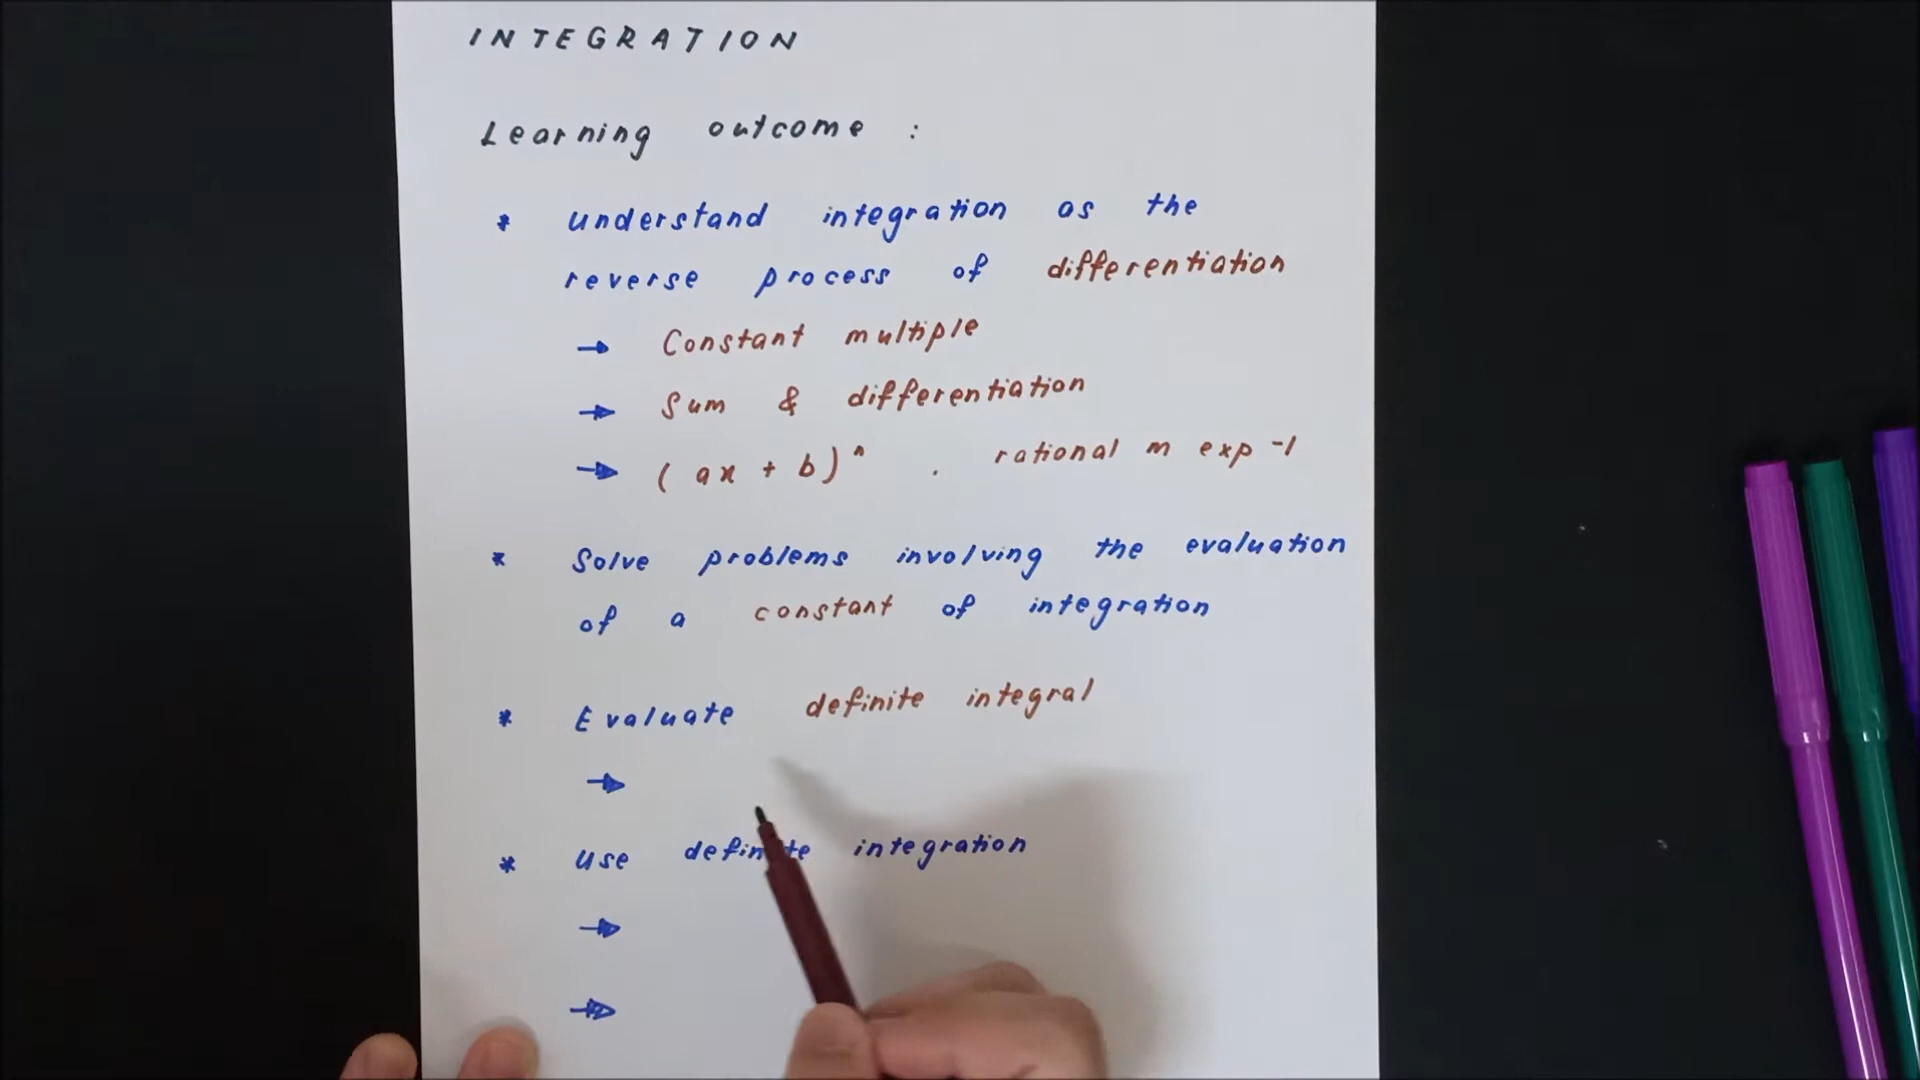 INTEGRATION
Learning outcome :
* understand integration as the
reverse process of differentiation
→ Constant multiple
→ Sum & differentiation
→ (ax + b)ⁿ . rational m exp -1
* Solve problems involving the evaluation
of a constant of integration
* Evaluate definite integral
→
* use definite integration
→
→